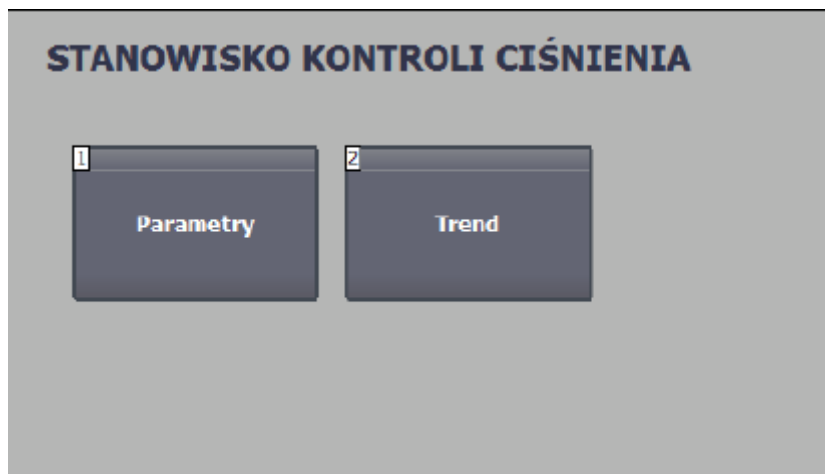 STANOWISKO KONTROLI CIŚNIENIA
1
2
Parametry
Trend